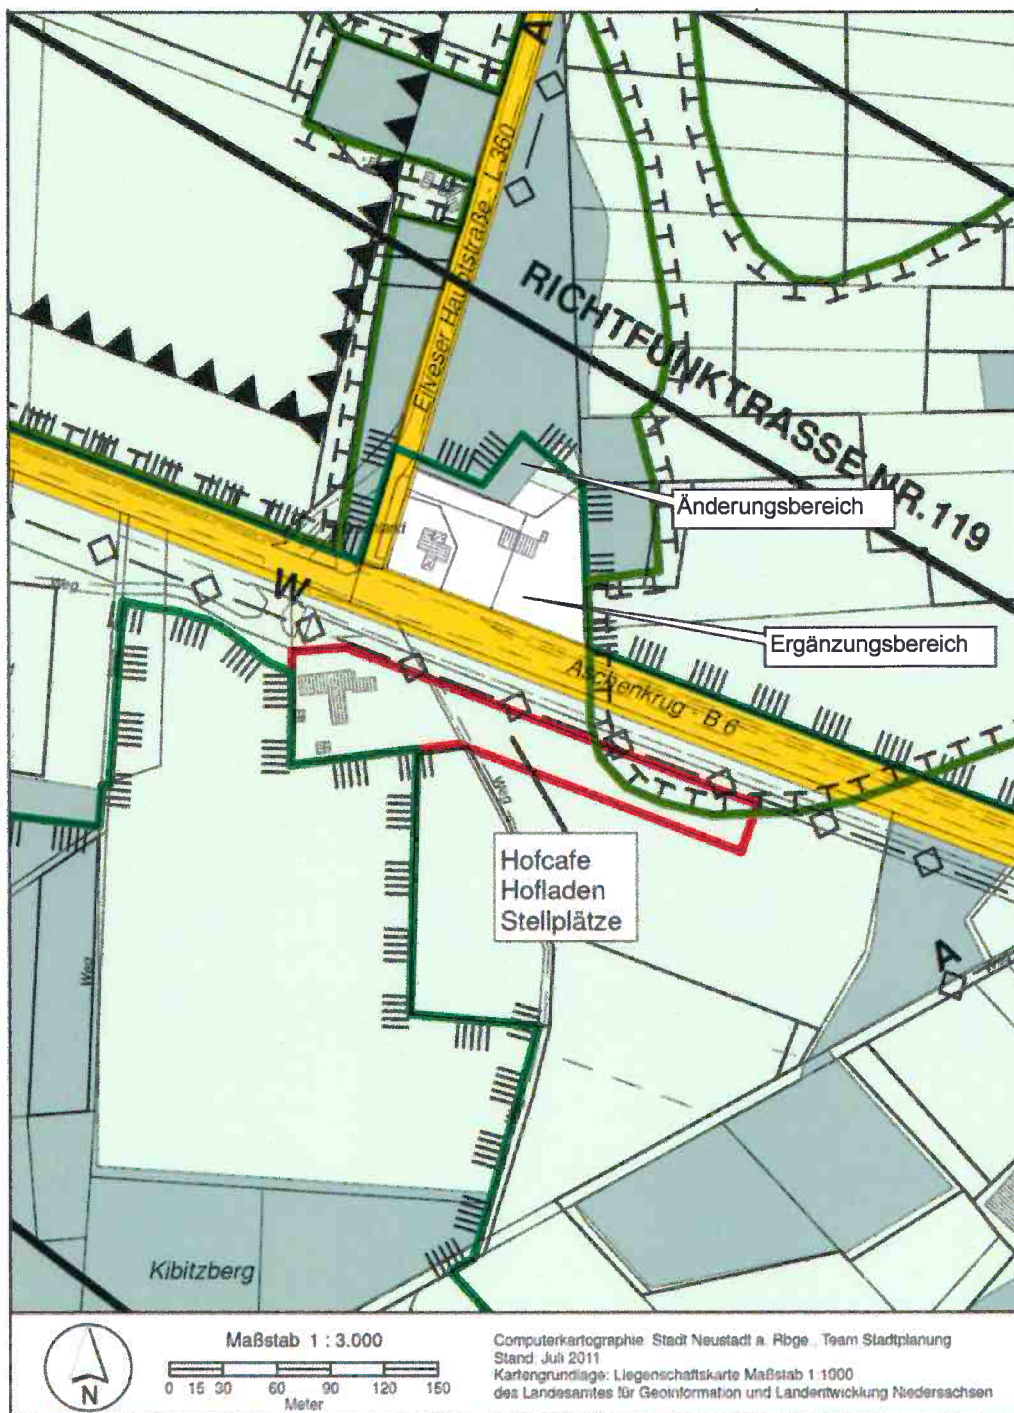 A
Eilveser Hauptstraße - L 360
RICHTFUNKTRASSE NR.119
Änderungsbereich
Ergänzungsbereich
W
Weg
Aschenkrug - B 6
Weg
Hofcafe
Hofladen
Stellplätze
A
Weg
Kibitzberg
N
Maßstab 1 : 3.000
0 15 30 60 90 120 150
Meter
Computerkartographie: Stadt Neustadt a. Rbge., Team Stadtplanung
Stand: Juli 2011
Kartengrundlage: Liegenschaftskarte Maßstab 1:1000
des Landesamtes für Geoinformation und Landentwicklung Niedersachsen